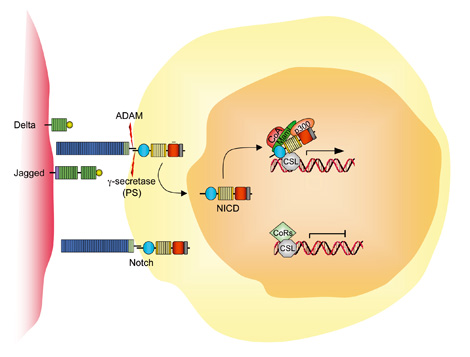 ADAM
Delta
Jagged
γ-secretase
(PS)
p300
CSL
NICD
CoRs
CSL
Notch